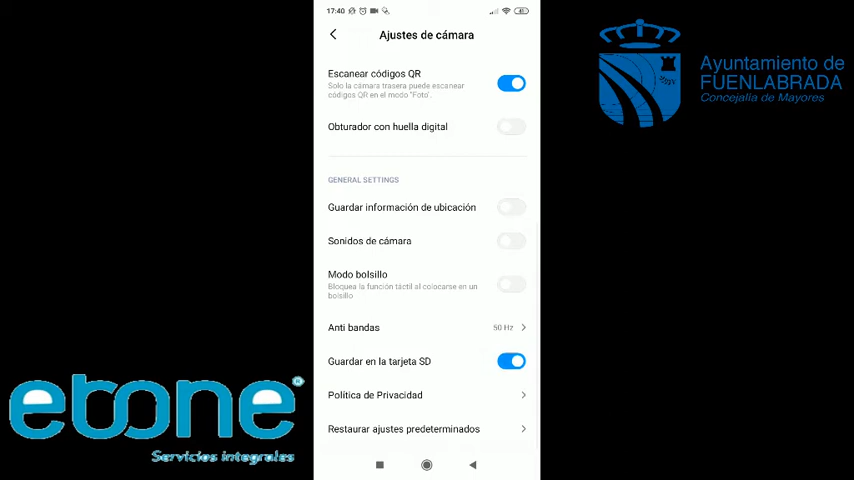 17:40
Ajustes de cámara
Escanear códigos QR
Solo la cámara trasera puede escanear
códigos QR en el modo "Foto".
Obturador con huella digital
GENERAL SETTINGS
Guardar información de ubicación
Sonidos de cámara
Modo bolsillo
Bloquea la función táctil al colocarse en un
bolsillo
Anti bandas
50 Hz
Guardar en la tarjeta SD
Política de Privacidad
Restaurar ajustes predeterminados
Ayuntamiento de
FUENLABRADA
Concejalía de Mayores
ebone
Servicios integrales